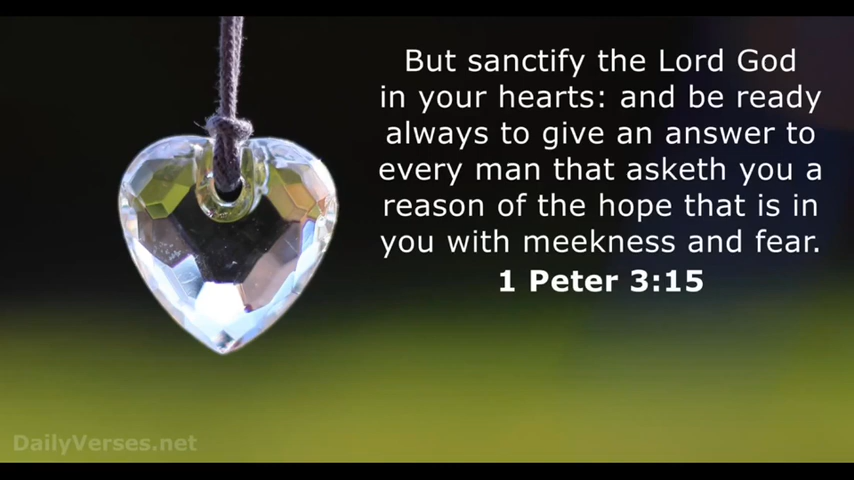 But sanctify the Lord God
in your hearts: and be ready
always to give an answer to
every man that asketh you a
reason of the hope that is in
you with meekness and fear.
1 Peter 3:15
DailyVerses.net